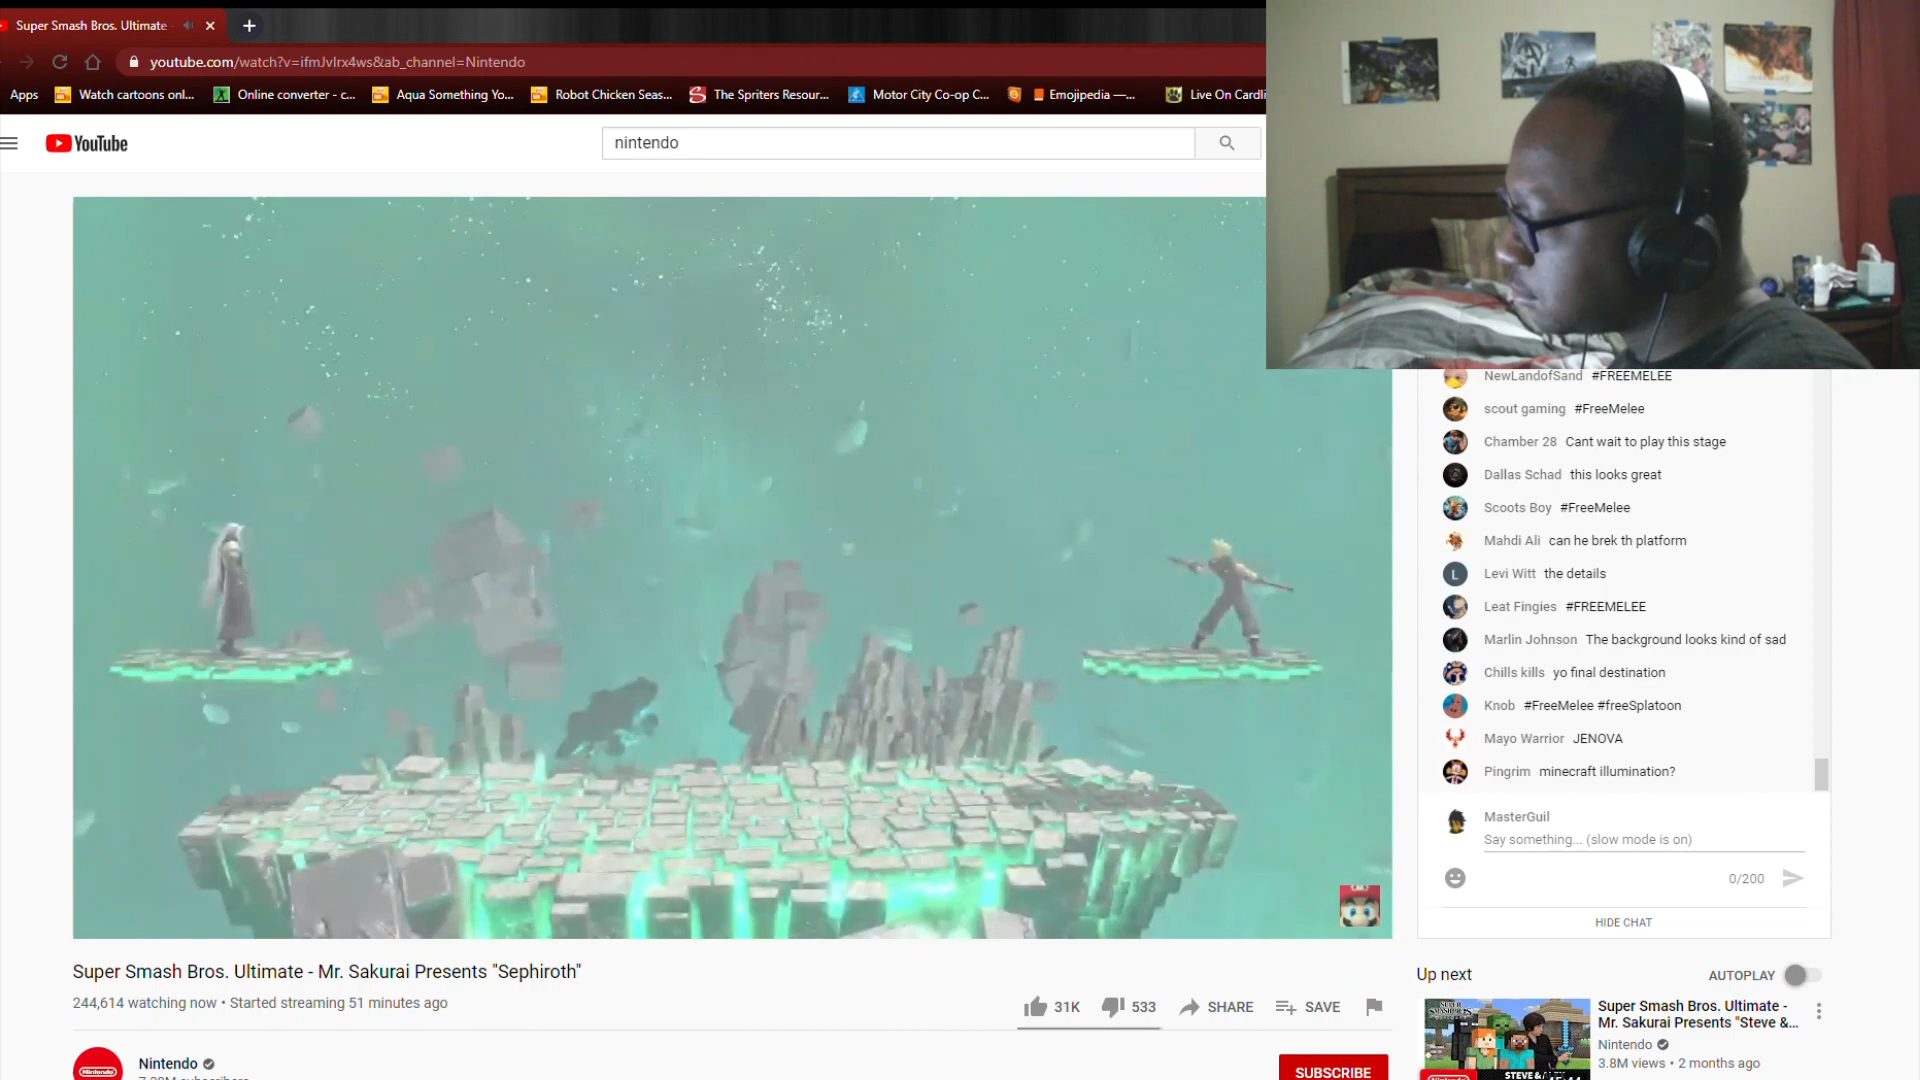 Super Smash Bros. Ultimate
youtube.com/watch?v=ifmJvlrx4ws&ab_channel=Nintendo
Apps Watch cartoons onl... Online converter - c... Aqua Something Yo... Robot Chicken Seas... The Spriters Resour... Motor City Co-op C... Emojipedia —... Live On Cardli
YouTube
nintendo
NewLandofSand #FREEMELEE
scout gaming #FreeMelee
Chamber 28 Cant wait to play this stage
Dallas Schad this looks great
Scoots Boy #FreeMelee
Mahdi Ali can he brek th platform
L Levi Witt the details
Leat Fingies #FREEMELEE
Marlin Johnson The background looks kind of sad
Chills kills yo final destination
Knob #FreeMelee #freeSplatoon
Mayo Warrior JENOVA
Pingrim minecraft illumination?
MasterGuil
Say something... (slow mode is on)
0/200
HIDE CHAT
Super Smash Bros. Ultimate - Mr. Sakurai Presents "Sephiroth"
244,614 watching now • Started streaming 51 minutes ago
31K 533 SHARE SAVE
Nintendo
Nintendo
SUBSCRIBE
Up next AUTOPLAY
Super Smash Bros. Ultimate -
Mr. Sakurai Presents "Steve &...
Nintendo
3.8M views • 2 months ago
STEVE &